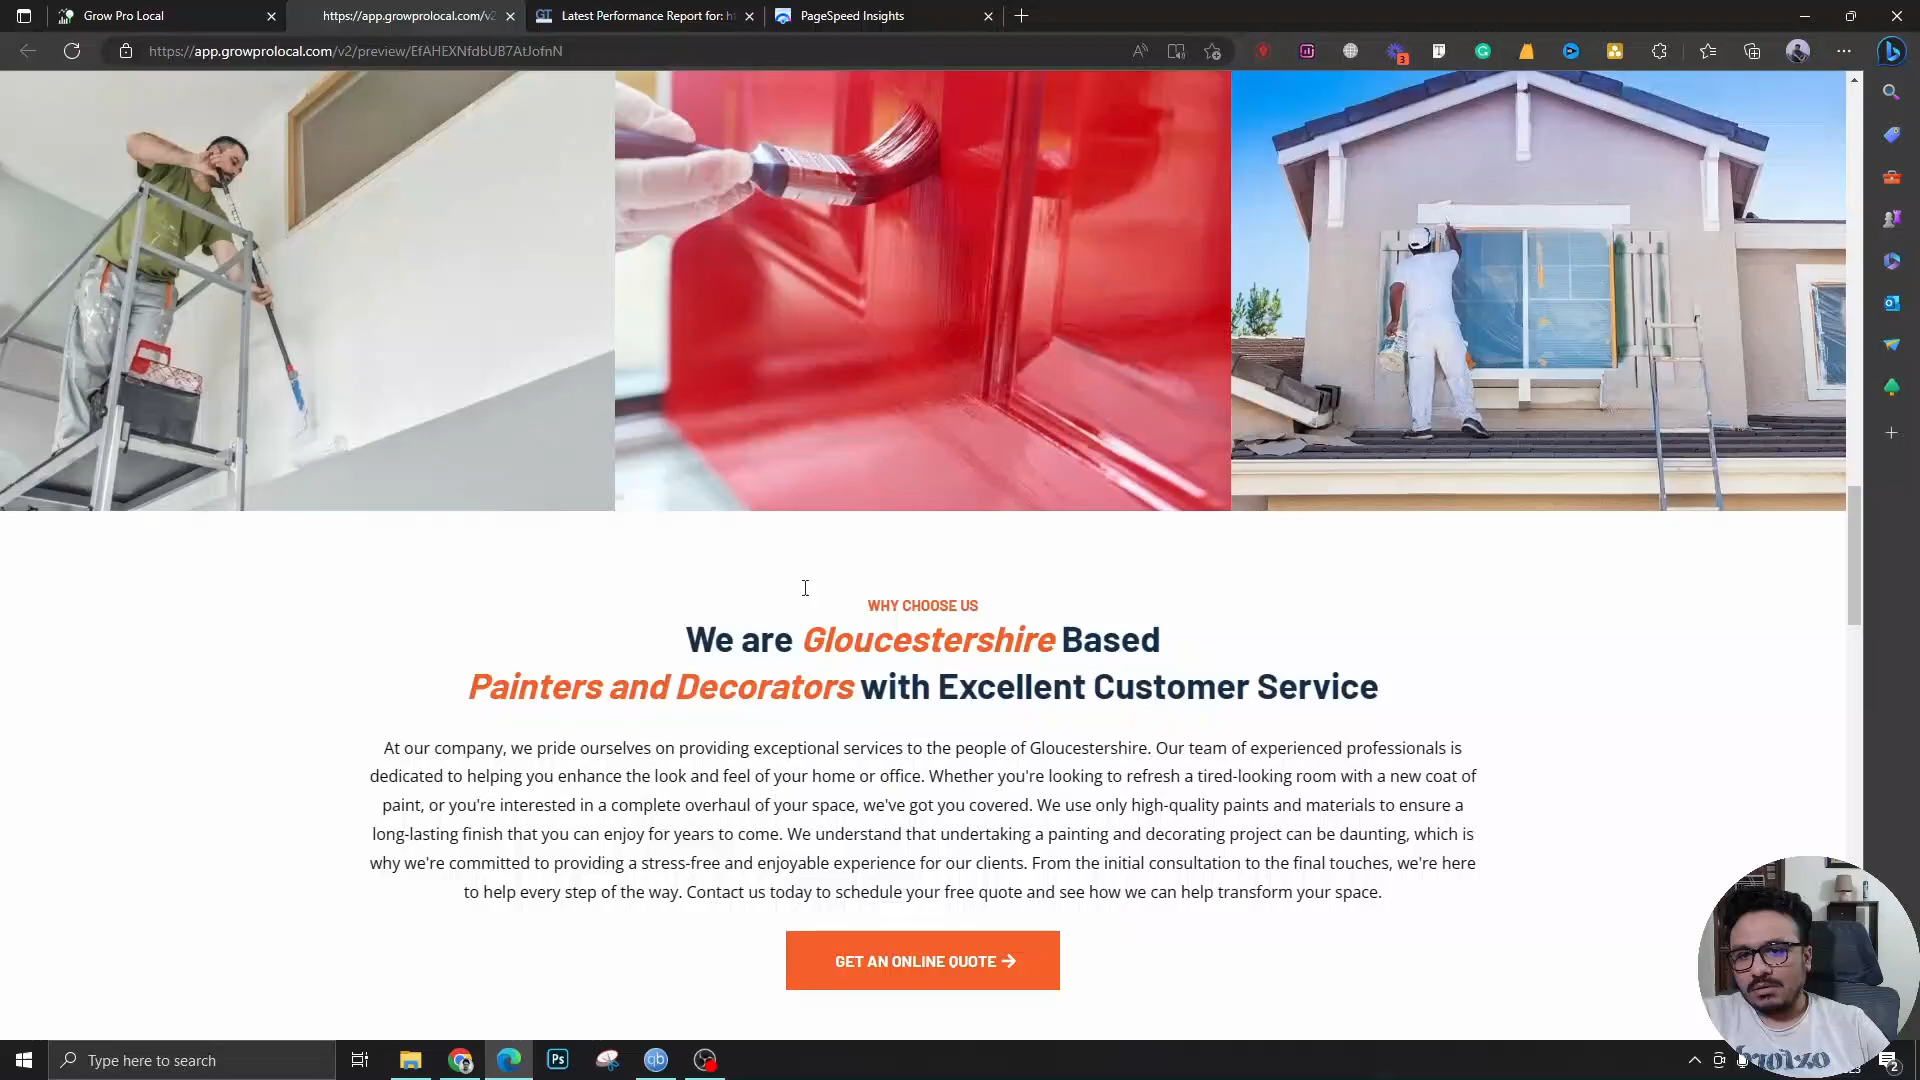 Grow Pro Local
https://app.growprolocal.com/v2
Latest Performance Report for: ht
PageSpeed Insights
https://app.growprolocal.com/v2/preview/EfAHEXNfdbUB7AtJofnN
3
WHY CHOOSE US
We are Gloucestershire Based
Painters and Decorators with Excellent Customer Service
At our company, we pride ourselves on providing exceptional services to the people of Gloucestershire. Our team of experienced professionals is
dedicated to helping you enhance the look and feel of your home or office. Whether you're looking to refresh a tired-looking room with a new coat of
paint, or you're interested in a complete overhaul of your space, we've got you covered. We use only high-quality paints and materials to ensure a
long-lasting finish that you can enjoy for years to come. We understand that undertaking a painting and decorating project can be daunting, which is
why we're committed to providing a stress-free and enjoyable experience for our clients. From the initial consultation to the final touches, we're here
to help every step of the way. Contact us today to schedule your free quote and see how we can help transform your space.
GET AN ONLINE QUOTE →
Type here to search
Ps
qb
2